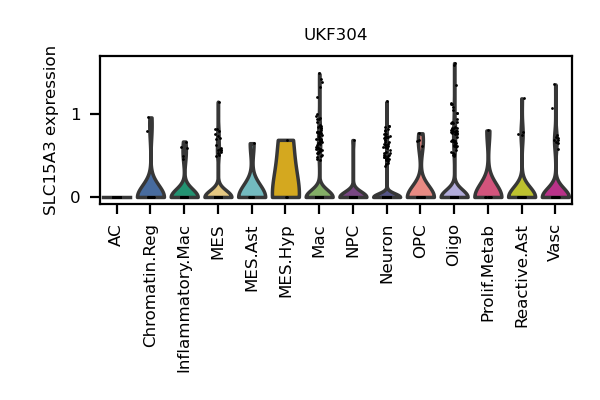 UKF304
SLC15A3 expression
1
0
AC
Chromatin.Reg
Inflammatory.Mac
MES
MES.Ast
MES.Hyp
Mac
NPC
Neuron
OPC
Oligo
Prolif.Metab
Reactive.Ast
Vasc